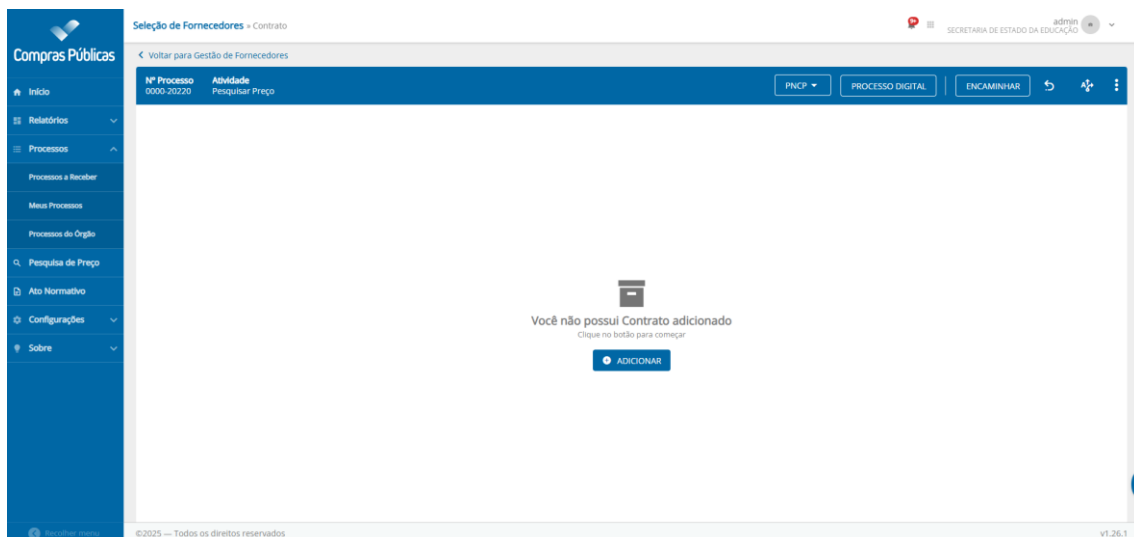 Compras Públicas
Início
Relatórios
Processos
Processos a Receber
Meus Processos
Processos do Órgão
Pesquisa de Preço
Ato Normativo
Configurações
Sobre
Recolher menu
Seleção de Fornecedores » Contrato
9+
admin
SECRETARIA DE ESTADO DA EDUCAÇÃO
Voltar para Gestão de Fornecedores
Nº Processo Atividade
0000-20220 Pesquisar Preço
PNCP
PROCESSO DIGITAL
ENCAMINHAR
Você não possui Contrato adicionado
Clique no botão para começar
ADICIONAR
©2025 — Todos os direitos reservados
v1.26.1